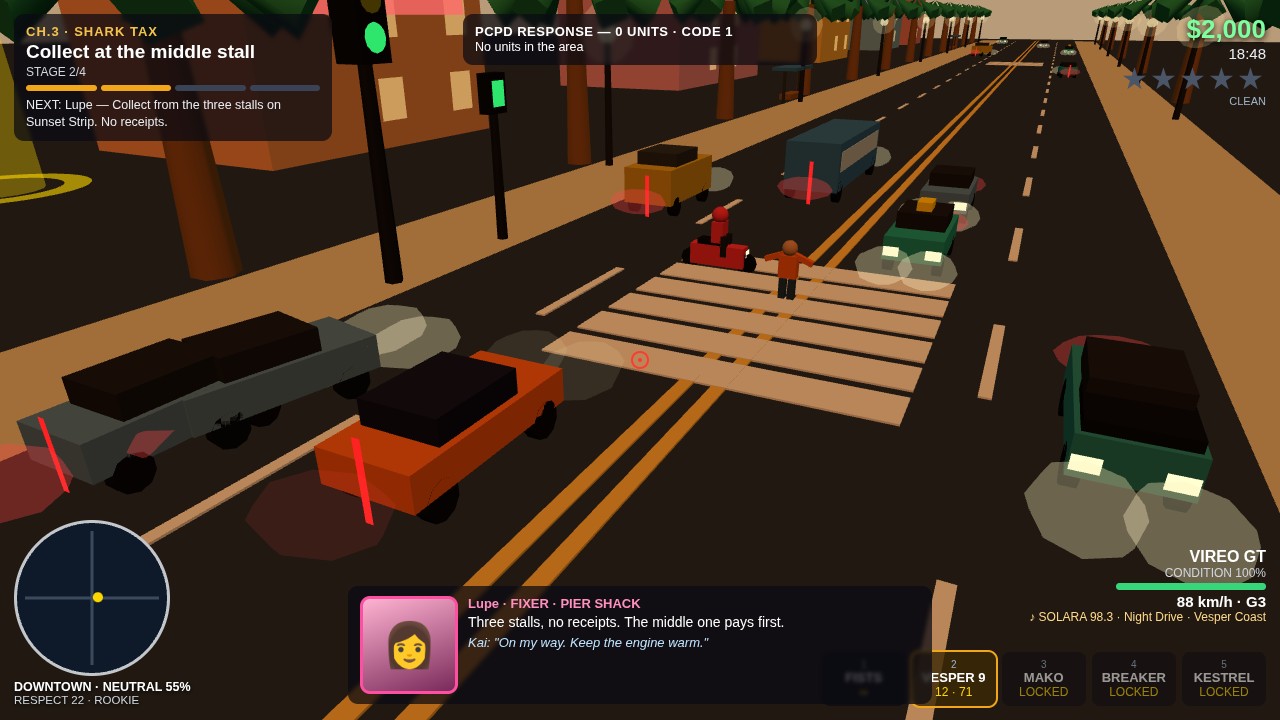 CH.3 · SHARK TAX
Collect at the middle stall
STAGE 2/4
NEXT: Lupe — Collect from the three stalls on
Sunset Strip. No receipts.
PCPD RESPONSE — 0 UNITS · CODE 1
No units in the area
$2,000
18:48
CLEAN
VIREO GT
CONDITION 100%
88 km/h · G3
♪ SOLARA 98.3 · Night Drive · Vesper Coast
Lupe · FIXER · PIER SHACK
Three stalls, no receipts. The middle one pays first.
Kai: "On my way. Keep the engine warm."
DOWNTOWN · NEUTRAL 55%
RESPECT 22 · ROOKIE
1
FISTS
2
VESPER 9
12 · 71
3
MAKO
LOCKED
4
BREAKER
LOCKED
5
KESTREL
LOCKED